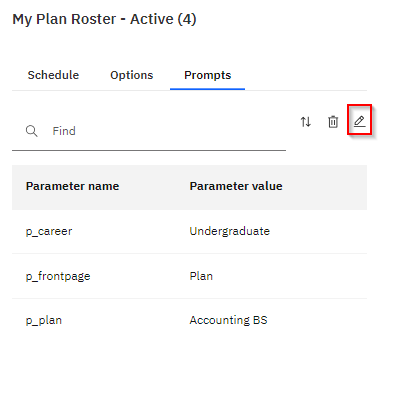 My Plan Roster - Active (4)
Schedule Options Prompts
Find
Parameter name Parameter value
p_career Undergraduate
p_frontpage Plan
p_plan Accounting BS